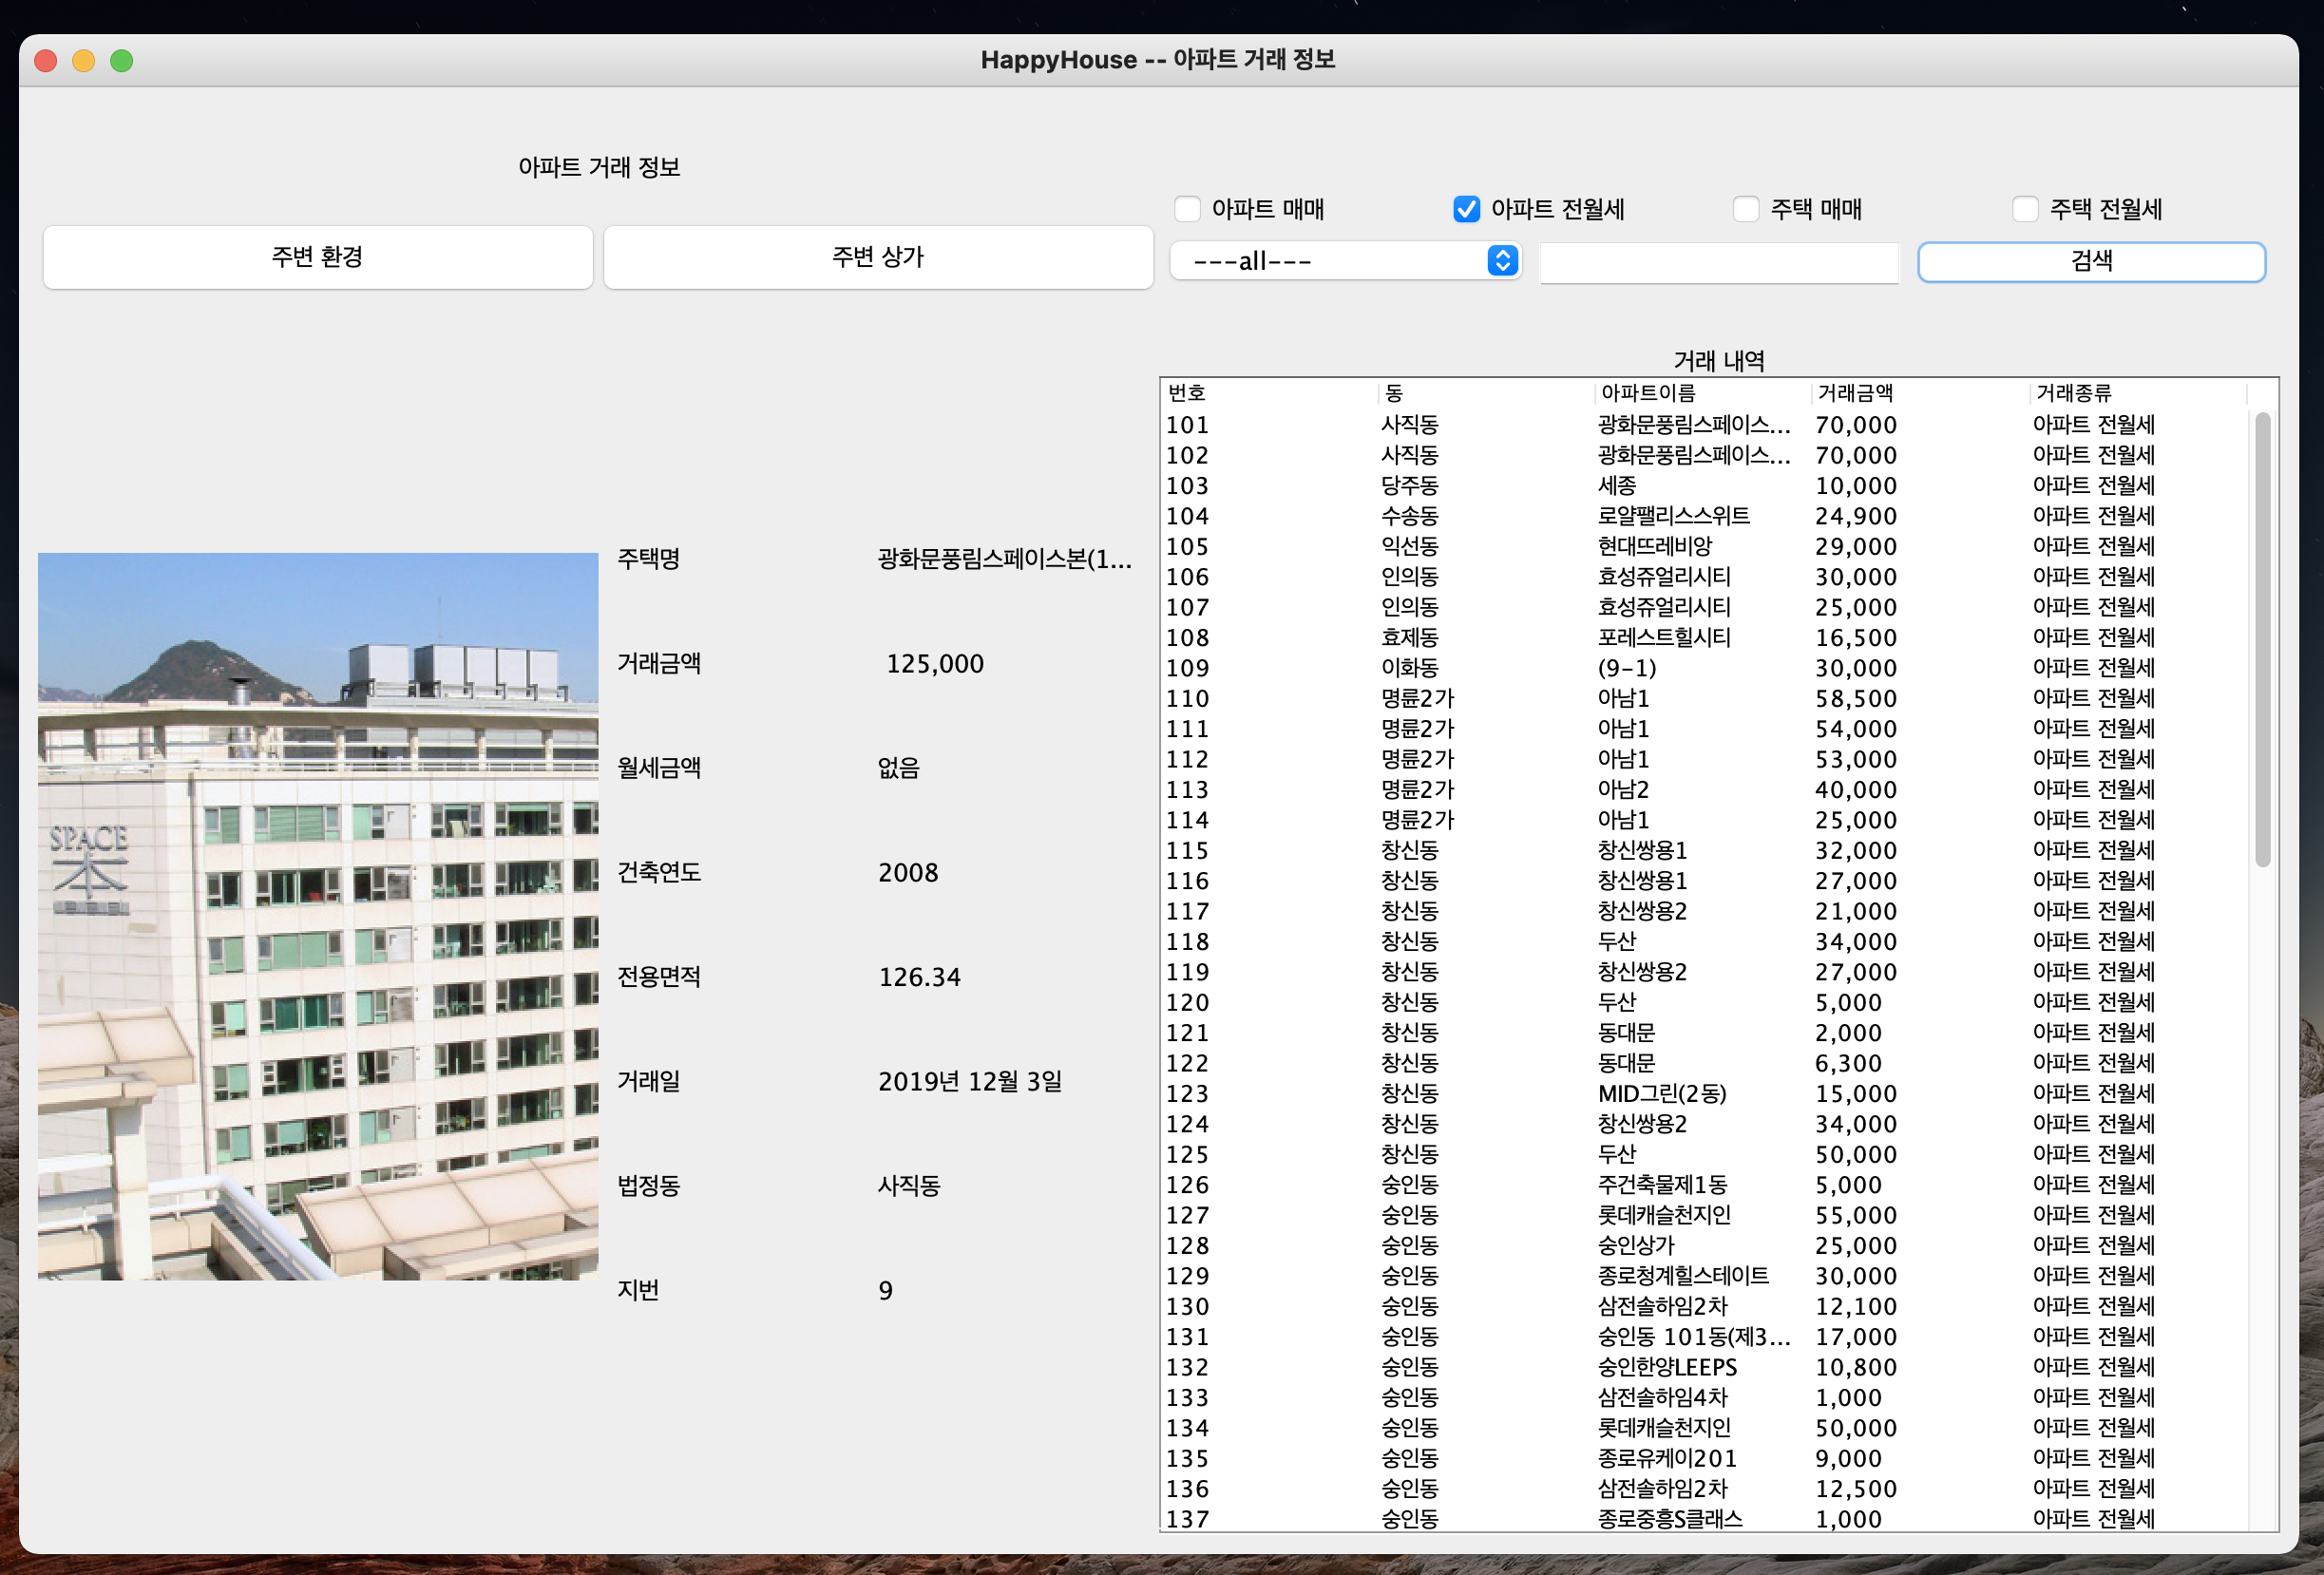 HappyHouse -- 아파트 거래 정보
아파트 거래 정보
주변 환경 주변 상가
아파트 매매 아파트 전월세 주택 매매 주택 전월세
---all--- 검색
SPACE
本
주택명 광화문풍림스페이스본(1...
거래금액 125,000
월세금액 없음
건축연도 2008
전용면적 126.34
거래일 2019년 12월 3일
법정동 사직동
지번 9
거래 내역
번호 동 아파트이름 거래금액 거래종류
101 사직동 광화문풍림스페이스... 70,000 아파트 전월세
102 사직동 광화문풍림스페이스... 70,000 아파트 전월세
103 당주동 세종 10,000 아파트 전월세
104 수송동 로얄팰리스스위트 24,900 아파트 전월세
105 익선동 현대뜨레비앙 29,000 아파트 전월세
106 인의동 효성쥬얼리시티 30,000 아파트 전월세
107 인의동 효성쥬얼리시티 25,000 아파트 전월세
108 효제동 포레스트힐시티 16,500 아파트 전월세
109 이화동 (9-1) 30,000 아파트 전월세
110 명륜2가 아남1 58,500 아파트 전월세
111 명륜2가 아남1 54,000 아파트 전월세
112 명륜2가 아남1 53,000 아파트 전월세
113 명륜2가 아남2 40,000 아파트 전월세
114 명륜2가 아남1 25,000 아파트 전월세
115 창신동 창신쌍용1 32,000 아파트 전월세
116 창신동 창신쌍용1 27,000 아파트 전월세
117 창신동 창신쌍용2 21,000 아파트 전월세
118 창신동 두산 34,000 아파트 전월세
119 창신동 창신쌍용2 27,000 아파트 전월세
120 창신동 두산 5,000 아파트 전월세
121 창신동 동대문 2,000 아파트 전월세
122 창신동 동대문 6,300 아파트 전월세
123 창신동 MID그린(2동) 15,000 아파트 전월세
124 창신동 창신쌍용2 34,000 아파트 전월세
125 창신동 두산 50,000 아파트 전월세
126 숭인동 주건축물제1동 5,000 아파트 전월세
127 숭인동 롯데캐슬천지인 55,000 아파트 전월세
128 숭인동 숭인상가 25,000 아파트 전월세
129 숭인동 종로청계힐스테이트 30,000 아파트 전월세
130 숭인동 삼전솔하임2차 12,100 아파트 전월세
131 숭인동 숭인동 101동(제3... 17,000 아파트 전월세
132 숭인동 숭인한양LEEPS 10,800 아파트 전월세
133 숭인동 삼전솔하임4차 1,000 아파트 전월세
134 숭인동 롯데캐슬천지인 50,000 아파트 전월세
135 숭인동 종로유케이201 9,000 아파트 전월세
136 숭인동 삼전솔하임2차 12,500 아파트 전월세
137 숭인동 종로중흥S클래스 1,000 아파트 전월세